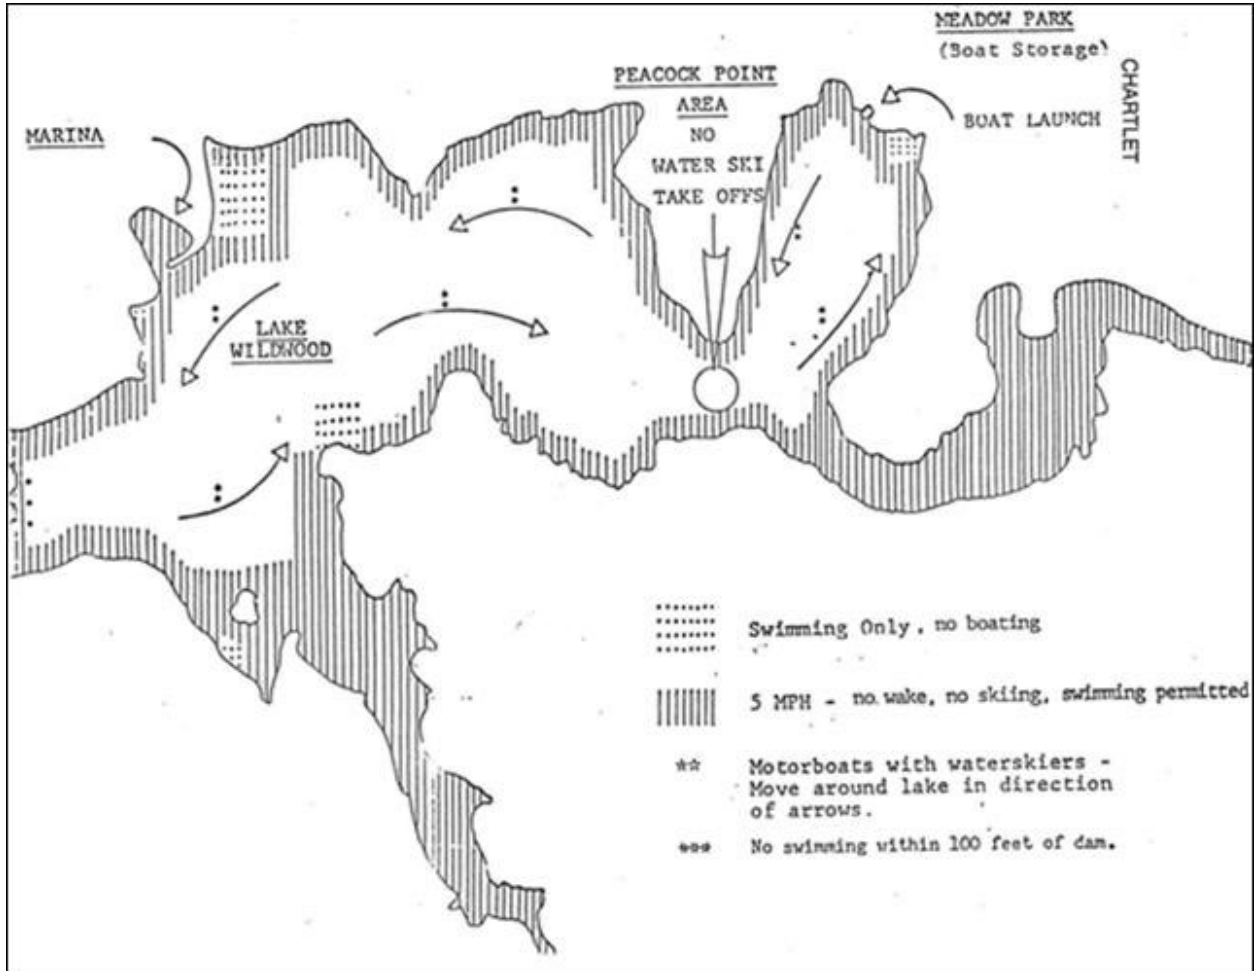 MEADOW PARK
(Boat Storage)
CHARTLET
PEACOCK POINT
AREA
NO
WATER SKI
TAKE OFFS
BOAT LAUNCH
MARINA
LAKE
WILDWOOD
Swimming Only, no boating
5 MPH - no wake, no skiing, swimming permitted
** Motorboats with waterskiers -
Move around lake in direction
of arrows.
*** No swimming within 100 feet of dam.